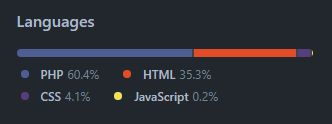 Languages
PHP 60.4% HTML 35.3%
CSS 4.1% JavaScript 0.2%